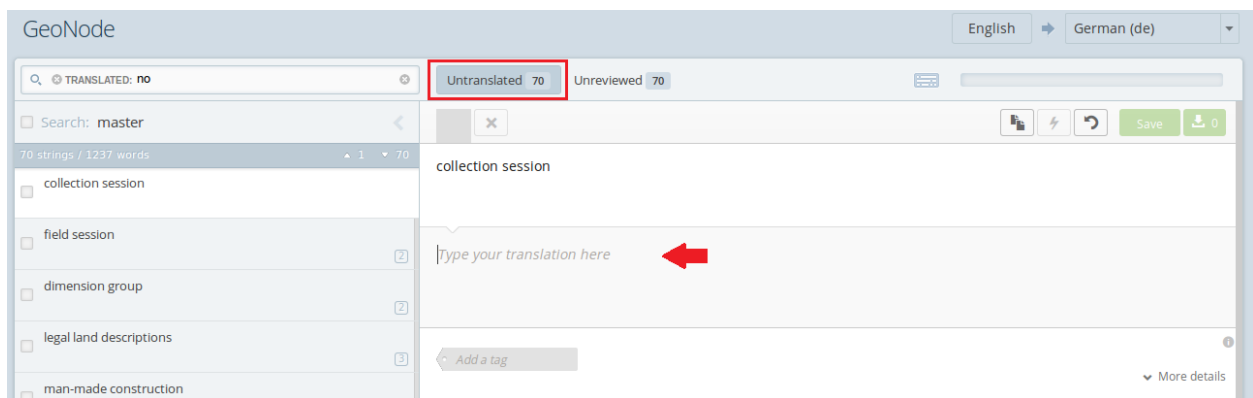 GeoNode
English
German (de)
TRANSLATED: no
Untranslated 70
Unreviewed 70
Search: master
70 strings / 1237 words
1
70
Save
0
collection session
field session
2
dimension group
2
legal land descriptions
3
man-made construction
collection session
Type your translation here
Add a tag
More details